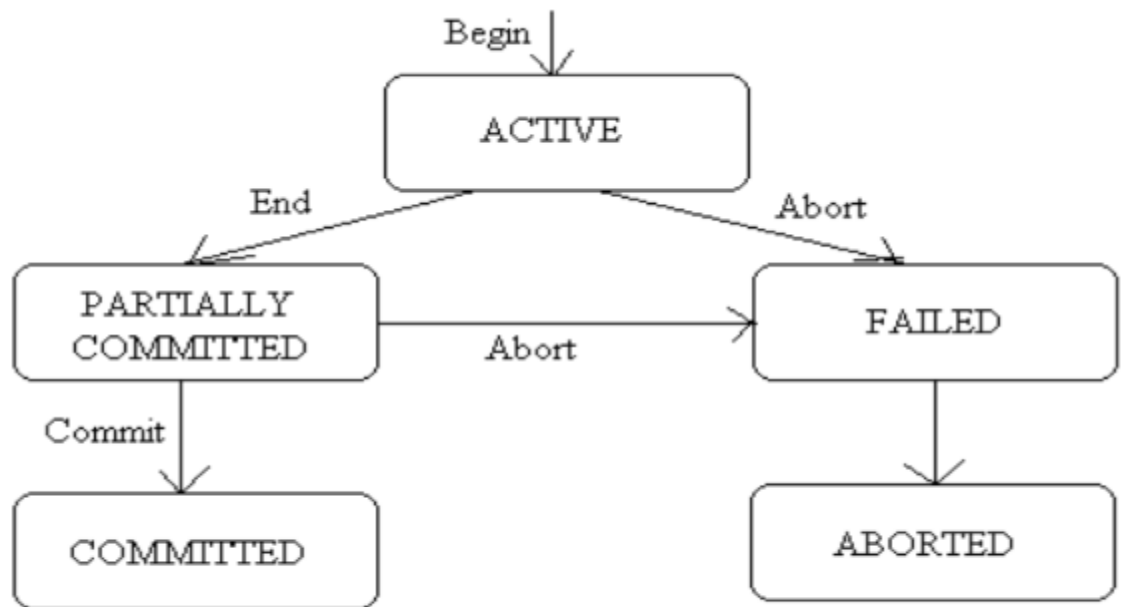 Begin
ACTIVE
End
Abort
PARTIALLY
COMMITTED
Abort
FAILED
Commit
COMMITTED
ABORTED